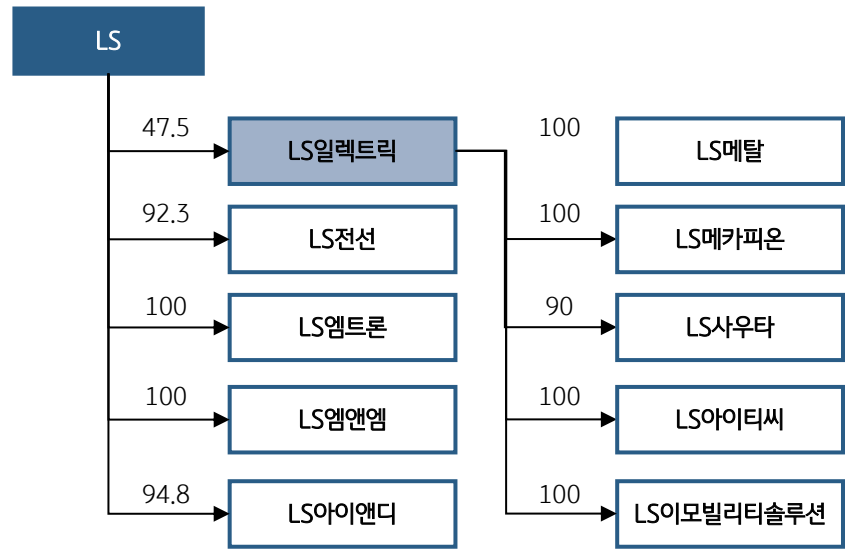 LS
47.5
LS일렉트릭
100
LS메탈
92.3
LS전선
100
LS메카피온
100
LS엠트론
90
LS사우타
100
LS엠앤엠
100
LS아이티씨
94.8
LS아이앤디
100
LS이모빌리티솔루션